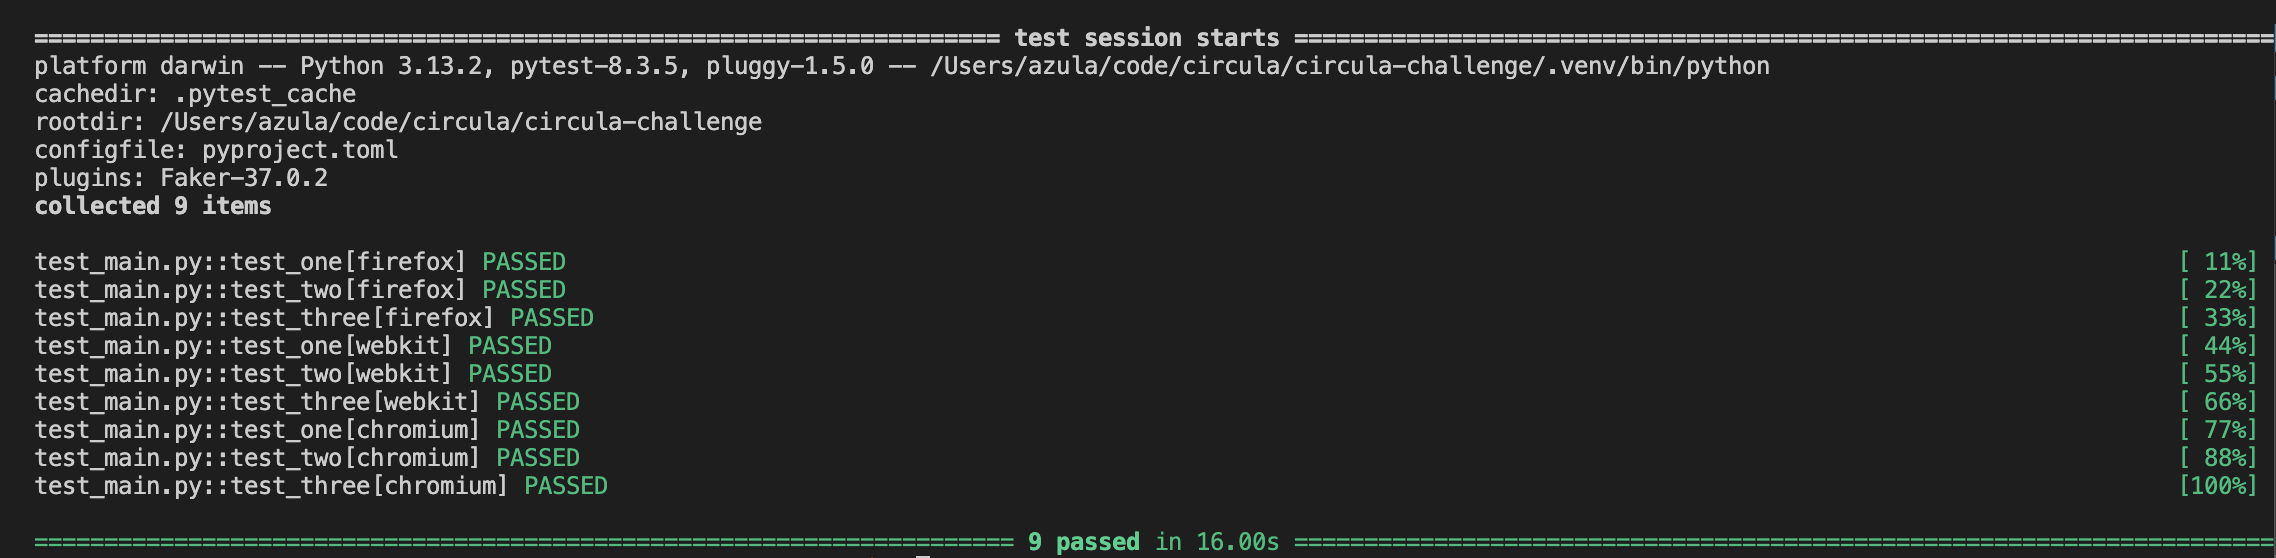 ============================= test session starts =============================
platform darwin -- Python 3.13.2, pytest-8.3.5, pluggy-1.5.0 -- /Users/azula/code/circula/circula-challenge/.venv/bin/python
cachedir: .pytest_cache
rootdir: /Users/azula/code/circula/circula-challenge
configfile: pyproject.toml
plugins: Faker-37.0.2
collected 9 items
test_main.py::test_one[firefox] PASSED [ 11%]
test_main.py::test_two[firefox] PASSED [ 22%]
test_main.py::test_three[firefox] PASSED [ 33%]
test_main.py::test_one[webkit] PASSED [ 44%]
test_main.py::test_two[webkit] PASSED [ 55%]
test_main.py::test_three[webkit] PASSED [ 66%]
test_main.py::test_one[chromium] PASSED [ 77%]
test_main.py::test_two[chromium] PASSED [ 88%]
test_main.py::test_three[chromium] PASSED [100%]
============================= 9 passed in 16.00s =============================